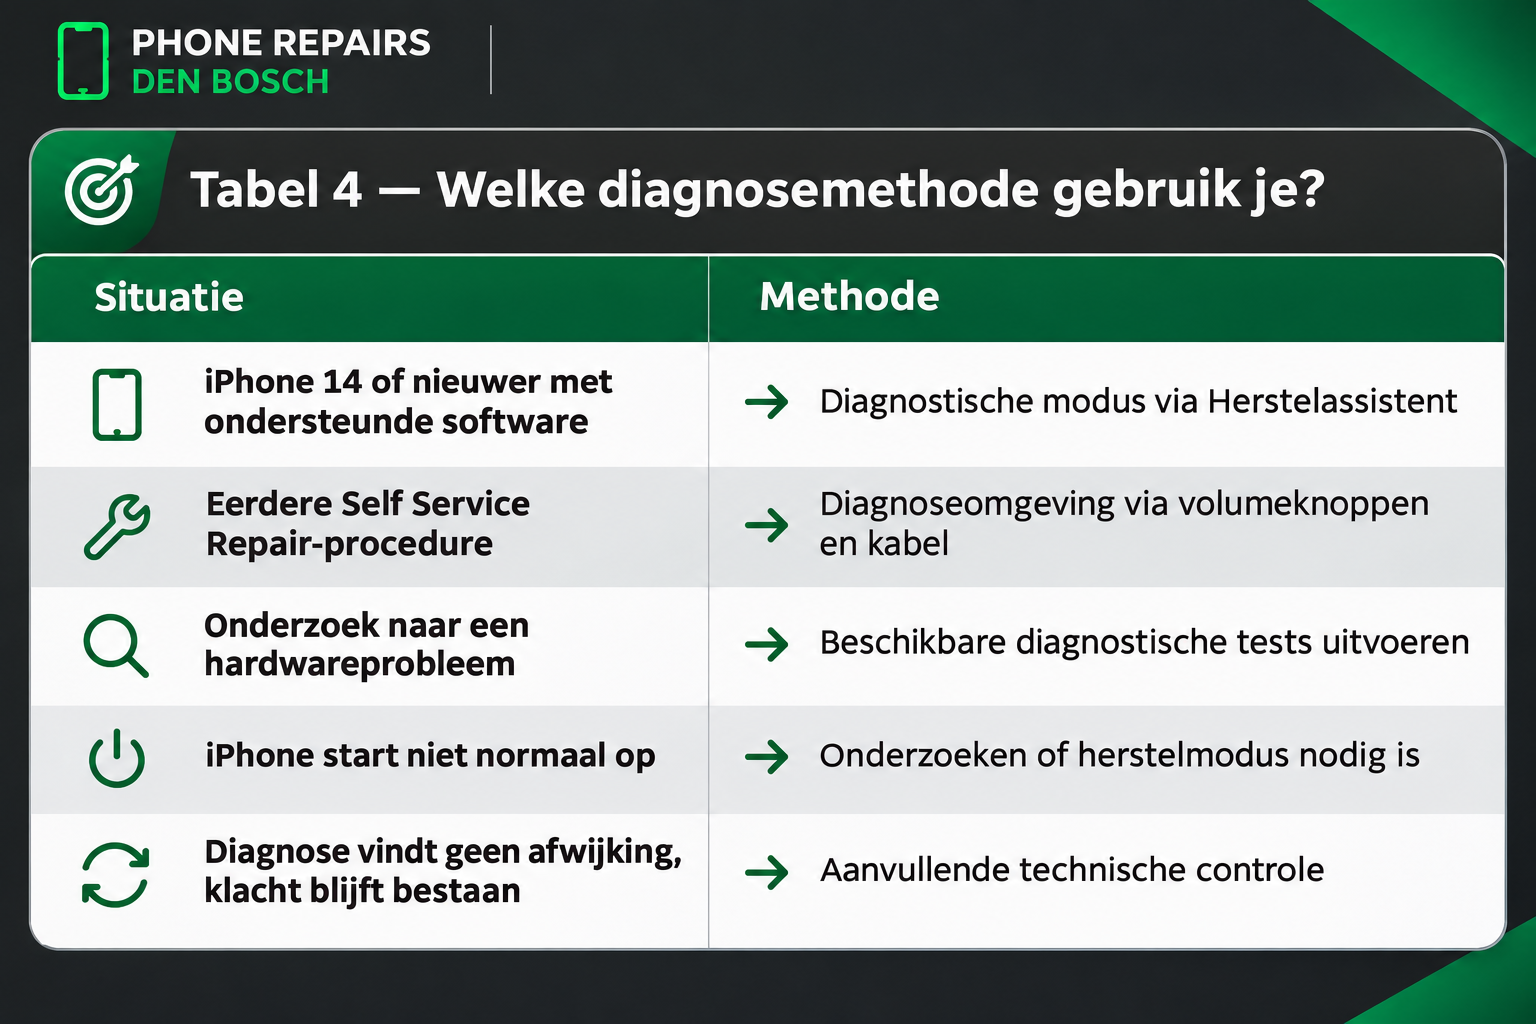 PHONE REPAIRS
DEN BOSCH
Tabel 4 — Welke diagnosemethode gebruik je?
Situatie
Methode
iPhone 14 of nieuwer met
ondersteunde software
Diagnostische modus via Herstelassistent
Eerdere Self Service
Repair-procedure
Diagnoseomgeving via volumeknoppen
en kabel
Onderzoek naar een
hardwareprobleem
Beschikbare diagnostische tests uitvoeren
iPhone start niet normaal op
Onderzoeken of herstelmodus nodig is
Diagnose vindt geen afwijking,
klacht blijft bestaan
Aanvullende technische controle